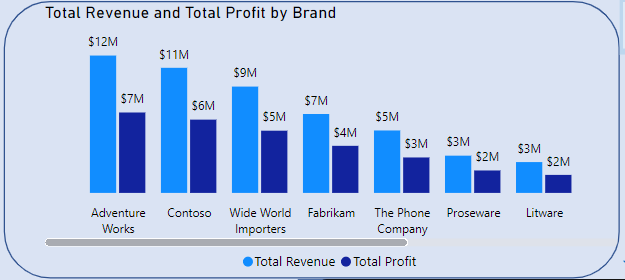 Total Revenue and Total Profit by Brand
$12M
$7M
$11M
$6M
$9M
$5M
$7M
$4M
$5M
$3M
$3M
$2M
$3M
$2M
Adventure
Works
Contoso
Wide World
Importers
Fabrikam
The Phone
Company
Proseware
Litware
Total Revenue
Total Profit